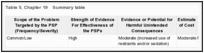 Table 5, Chapter 19 Summary table
Scope of the Problem Targeted by the PSP (Frequency/Severity)
Strength of Evidence For Effectiveness of the PSPs
Evidence or Potential for Harmful Unintended Consequences
Estimate of Cost
Common/Low
High
Moderate (increased use of restraints and/or sedation)
Moderate